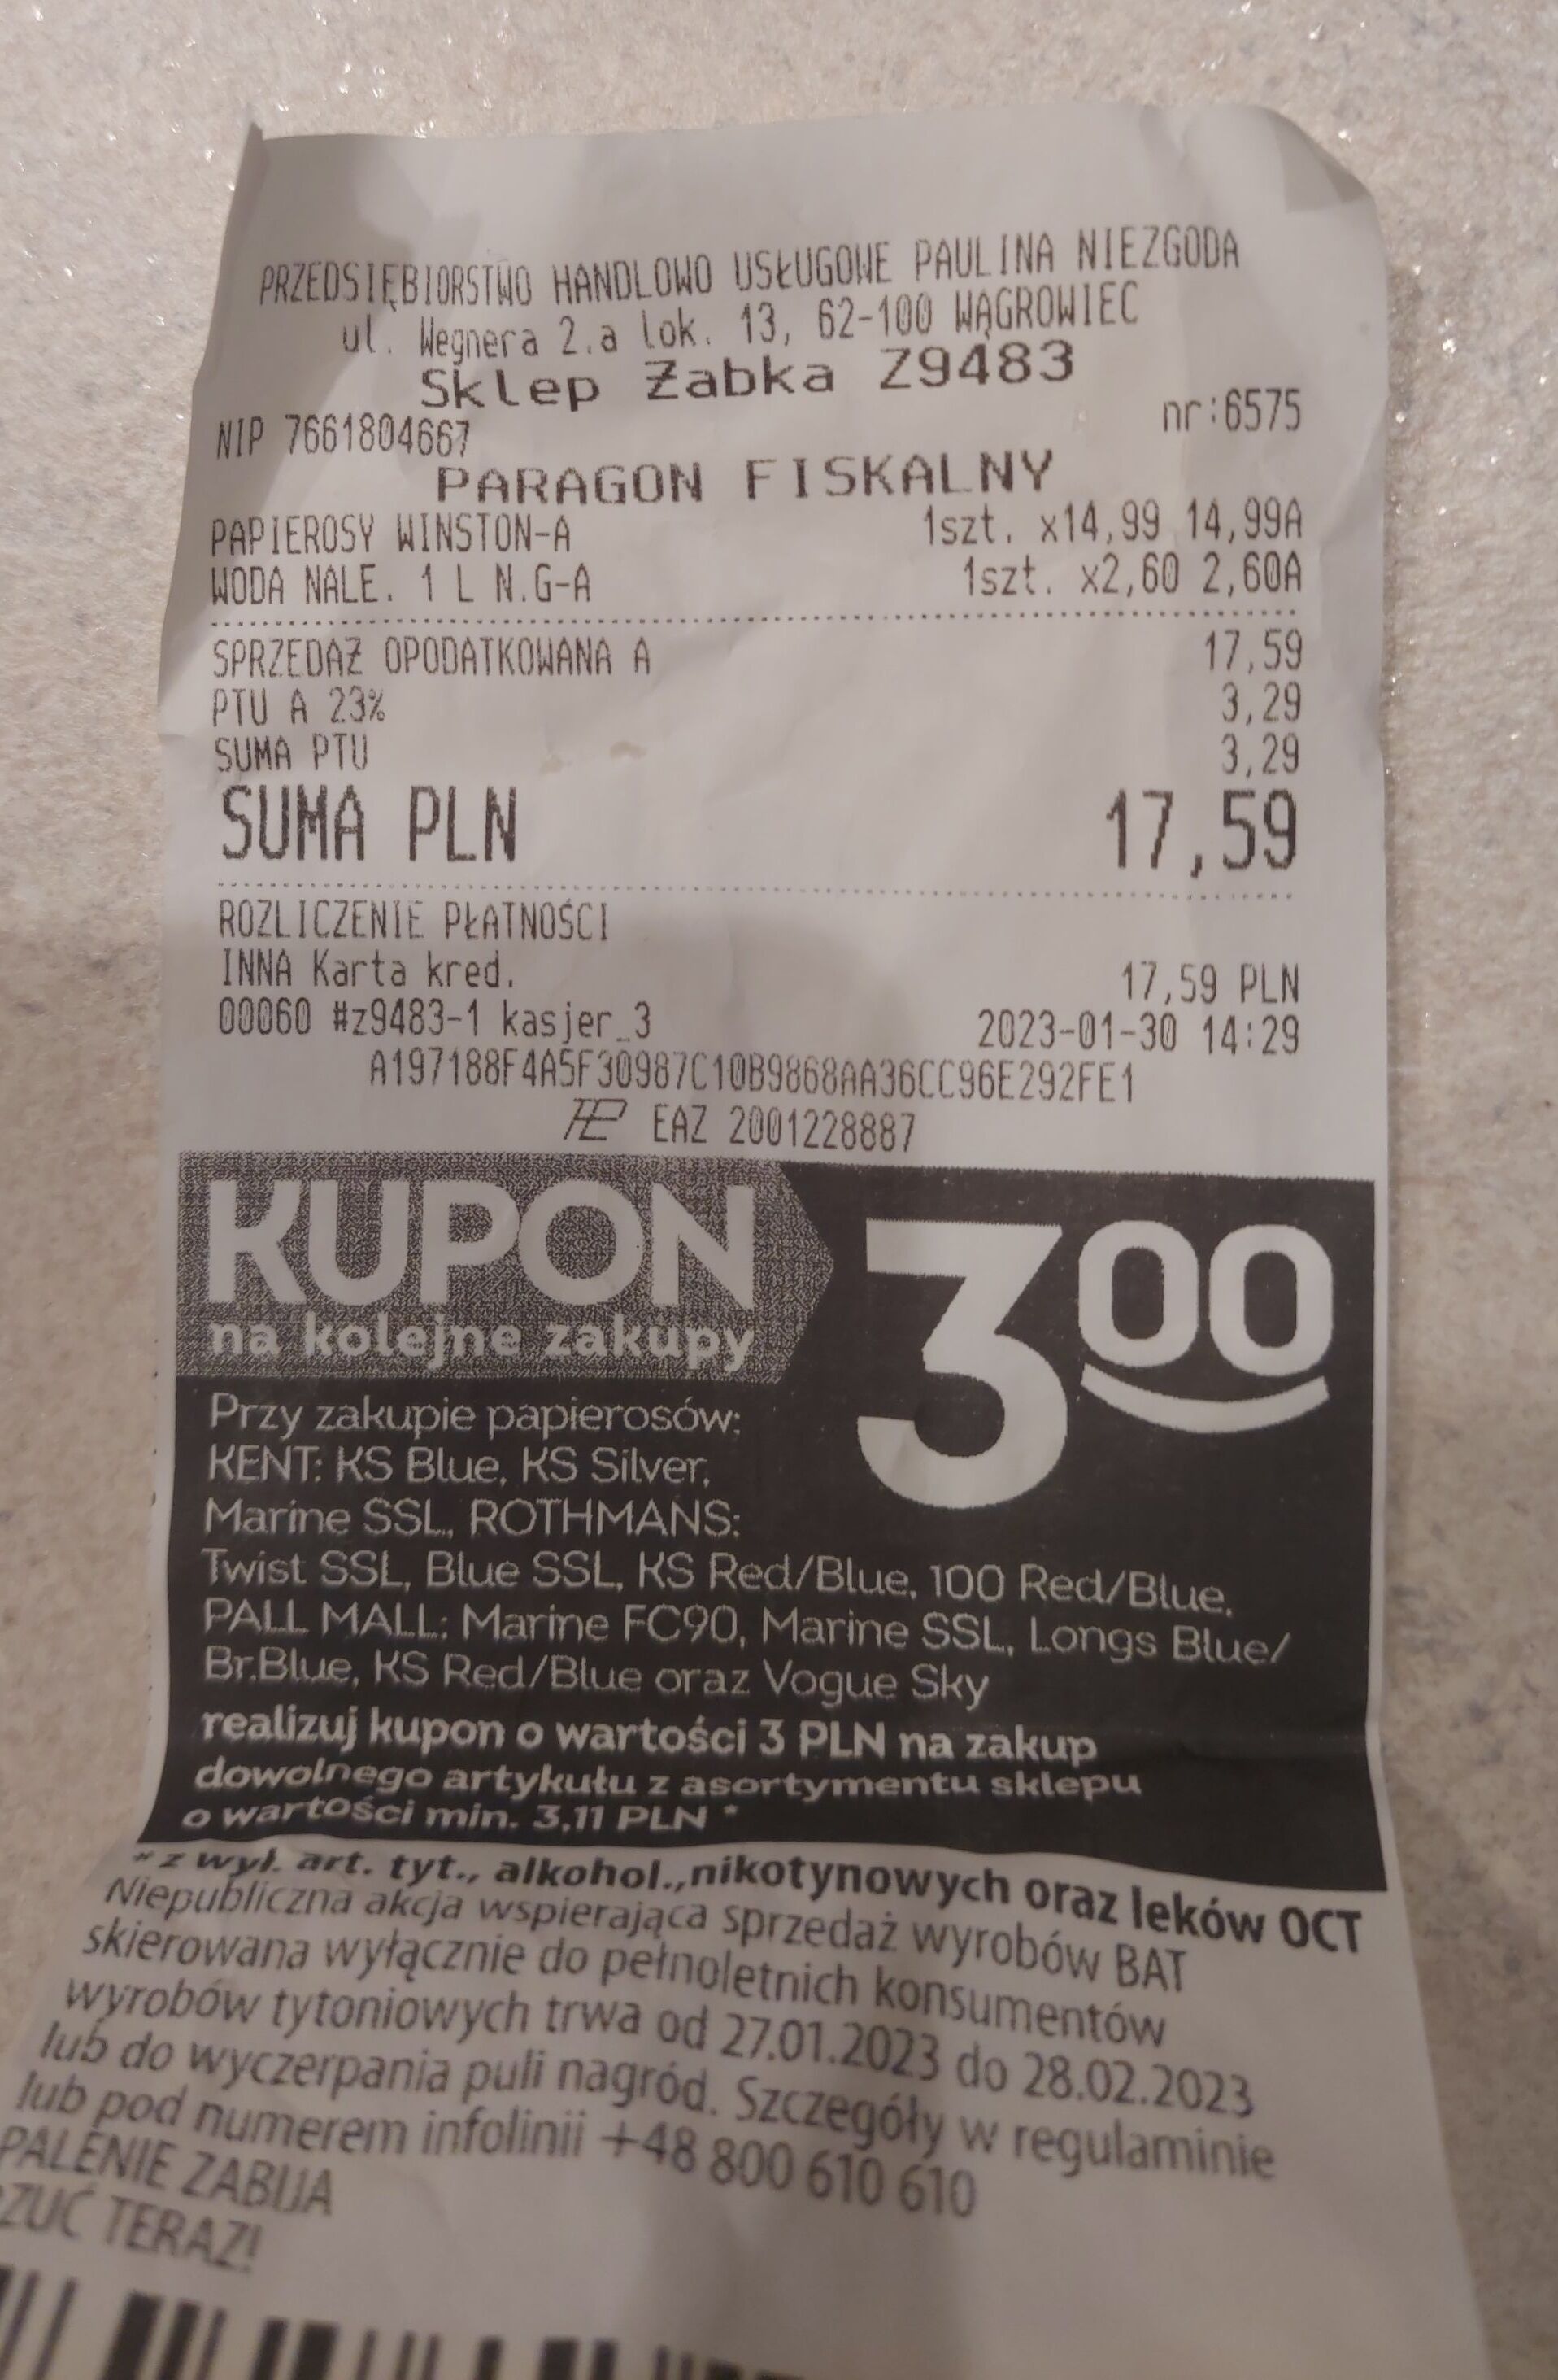 PRZEDSIĘBIORSTWO HANDLOWO USŁUGOWE PAULINA NIEZGODA
ul. Wegnera 2.a lok. 13, 62-100 WĄGROWIEC
Sklep Żabka Z9483
NIP 7661804667 nr:6575
PARAGON FISKALNY
PAPIEROSY WINSTON-A 1szt. x14,99 14,99A
WODA NALE. 1 L N.G-A 1szt. x2,60 2,60A
SPRZEDAŻ OPODATKOWANA A 17,59
PTU A 23% 3,29
SUMA PTU 3,29
SUMA PLN 17,59
ROZLICZENIE PŁATNOŚCI
INNA Karta kred. 17,59 PLN
00060 #z9483-1 kasjer_3 2023-01-30 14:29
A197188F4A5F30987C10B9868AA36CC96E292FE1
EAZ 2001228887
KUPON 3,00
na kolejne zakupy
Przy zakupie papierosów:
KENT: KS Blue, KS Silver,
Marine SSL, ROTHMANS:
Twist SSL, Blue SSL, KS Red/Blue, 100 Red/Blue,
PALL MALL: Marine FC90, Marine SSL, Longs Blue/
Br.Blue, KS Red/Blue oraz Vogue Sky
realizuj kupon o wartości 3 PLN na zakup
dowolnego artykułu z asortymentu sklepu
o wartości min. 3,11 PLN *
* z wył. art. tyt., alkohol.,nikotynowych oraz leków OCT
Niepubliczna akcja wspierająca sprzedaż wyrobów BAT
skierowana wyłącznie do pełnoletnich konsumentów
wyrobów tytoniowych trwa od 27.01.2023 do 28.02.2023
lub do wyczerpania puli nagród. Szczegóły w regulaminie
lub pod numerem infolinii +48 800 610 610
PALENIE ZABIJA
ZUĆ TERAZ!